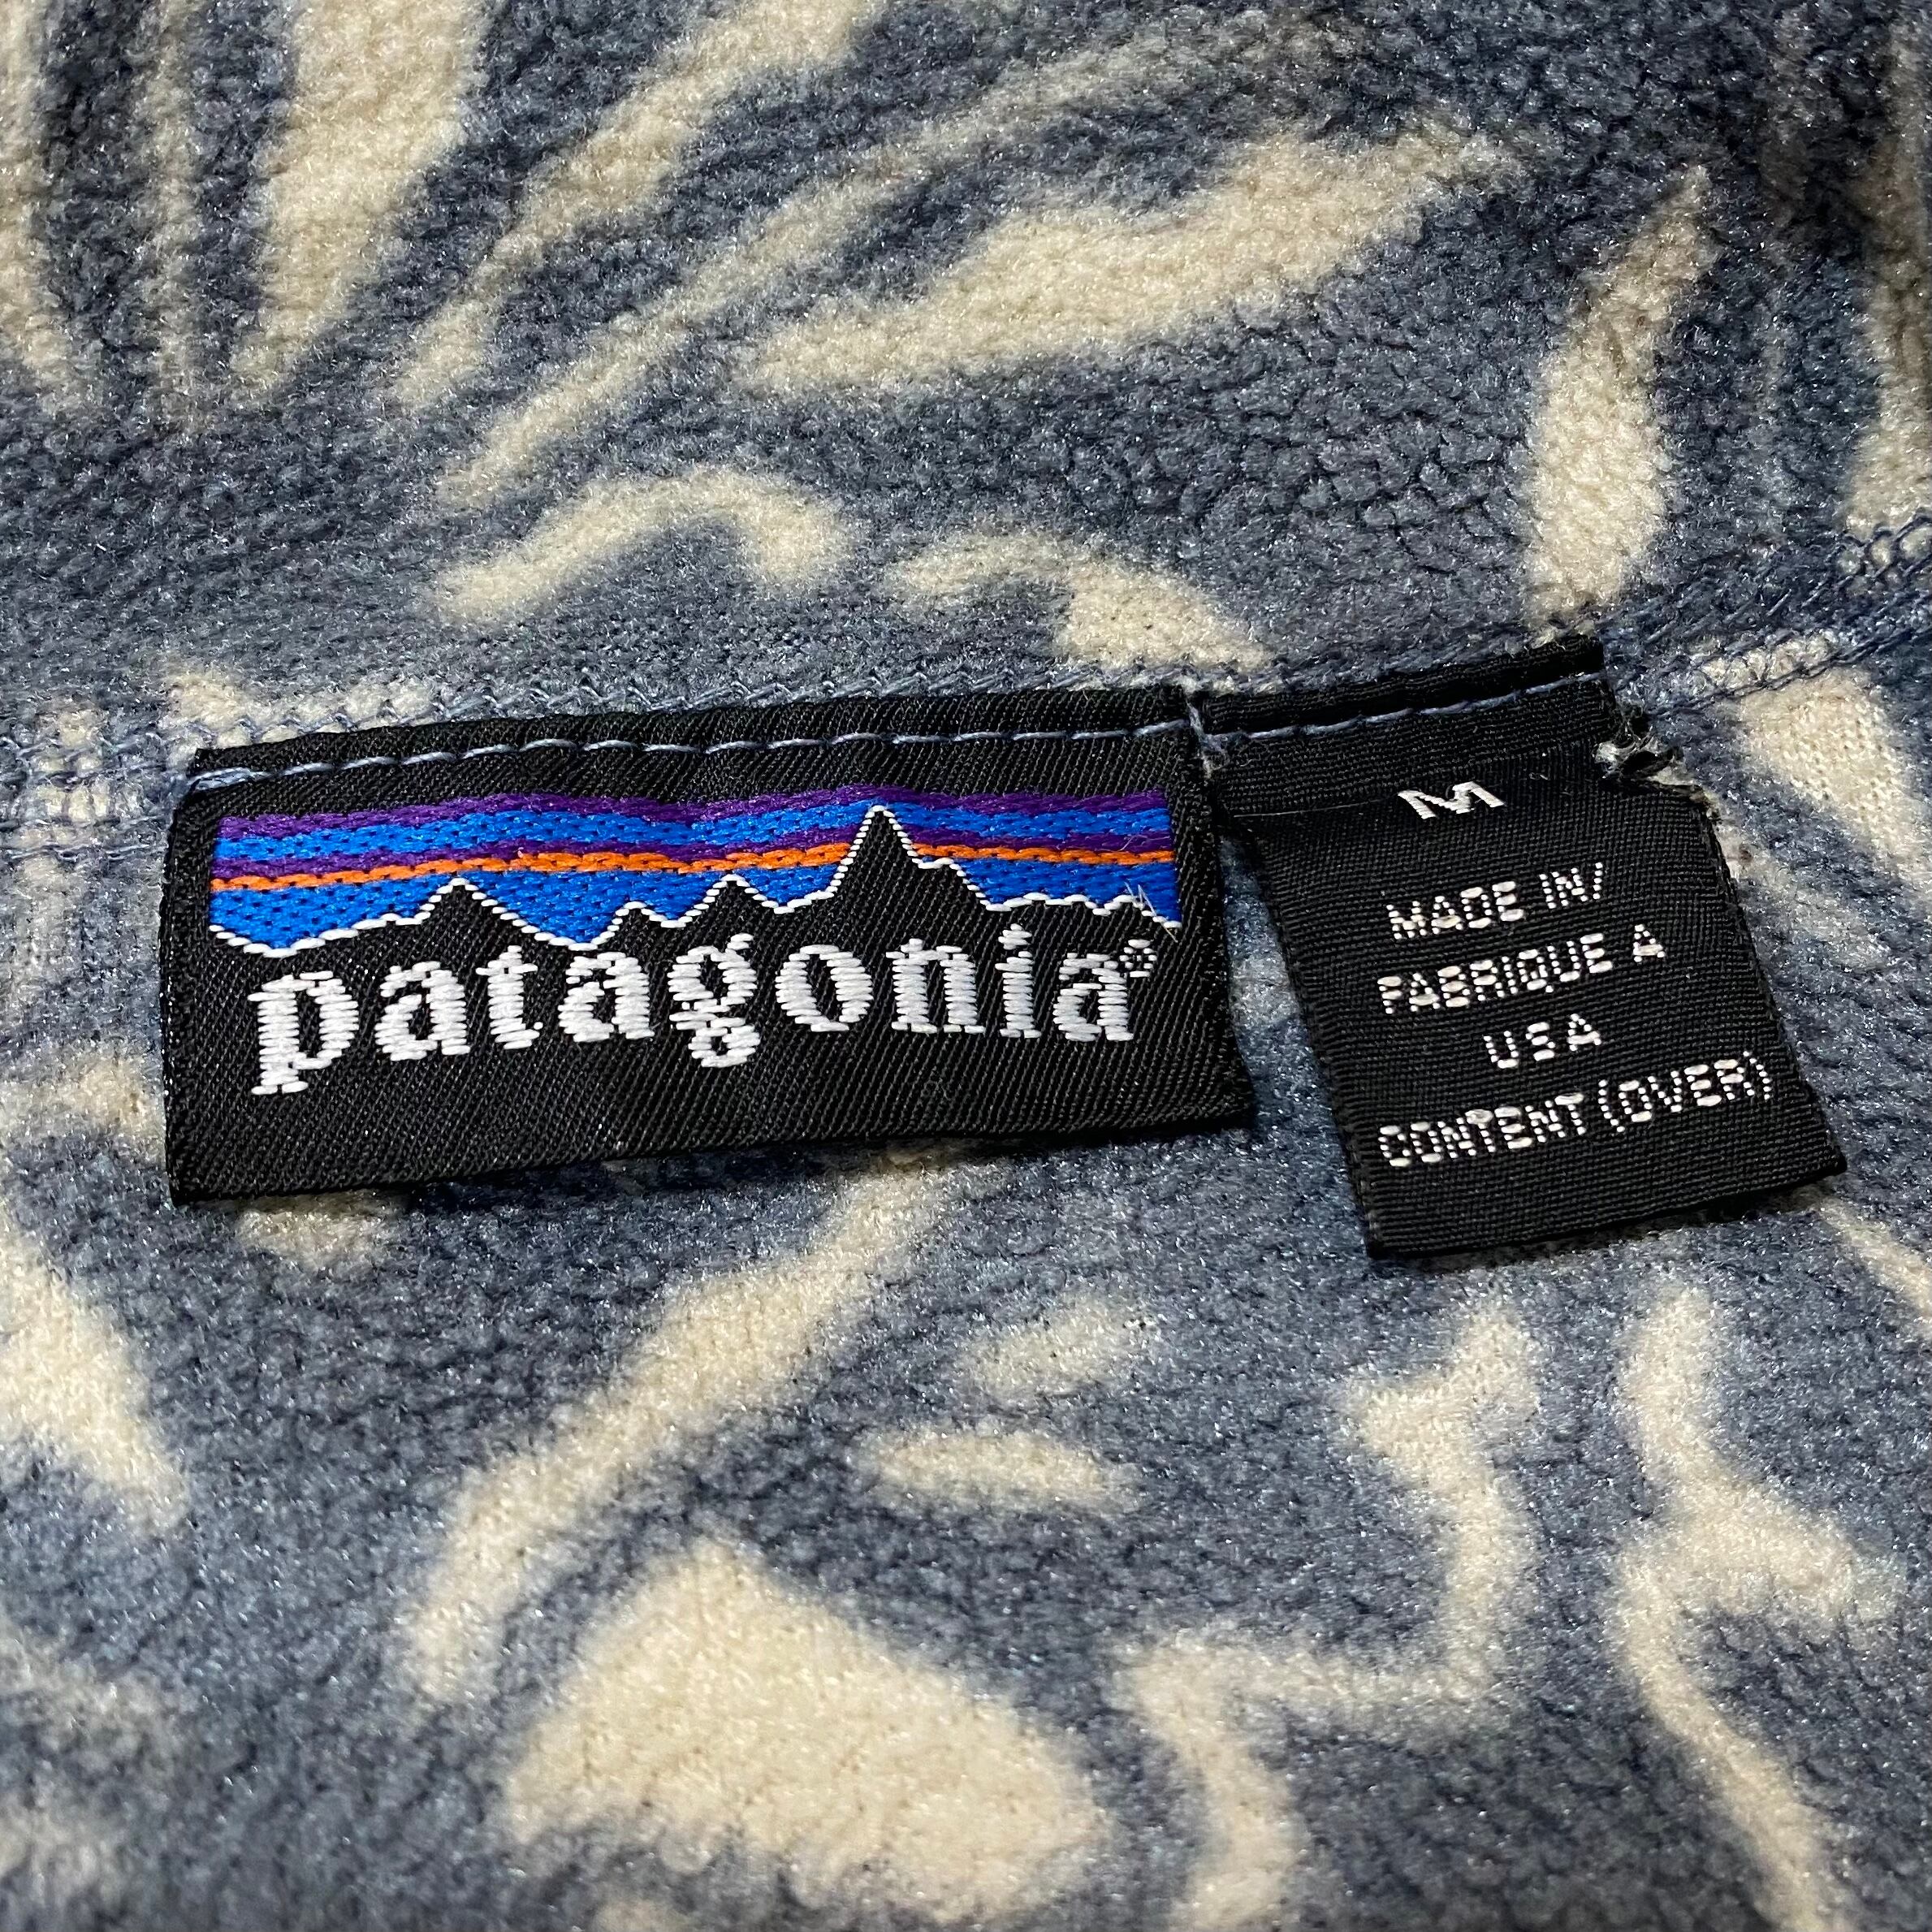 patagonia®
M
MADE IN/
FABRIQUE A
USA
CONTENT (OVER)